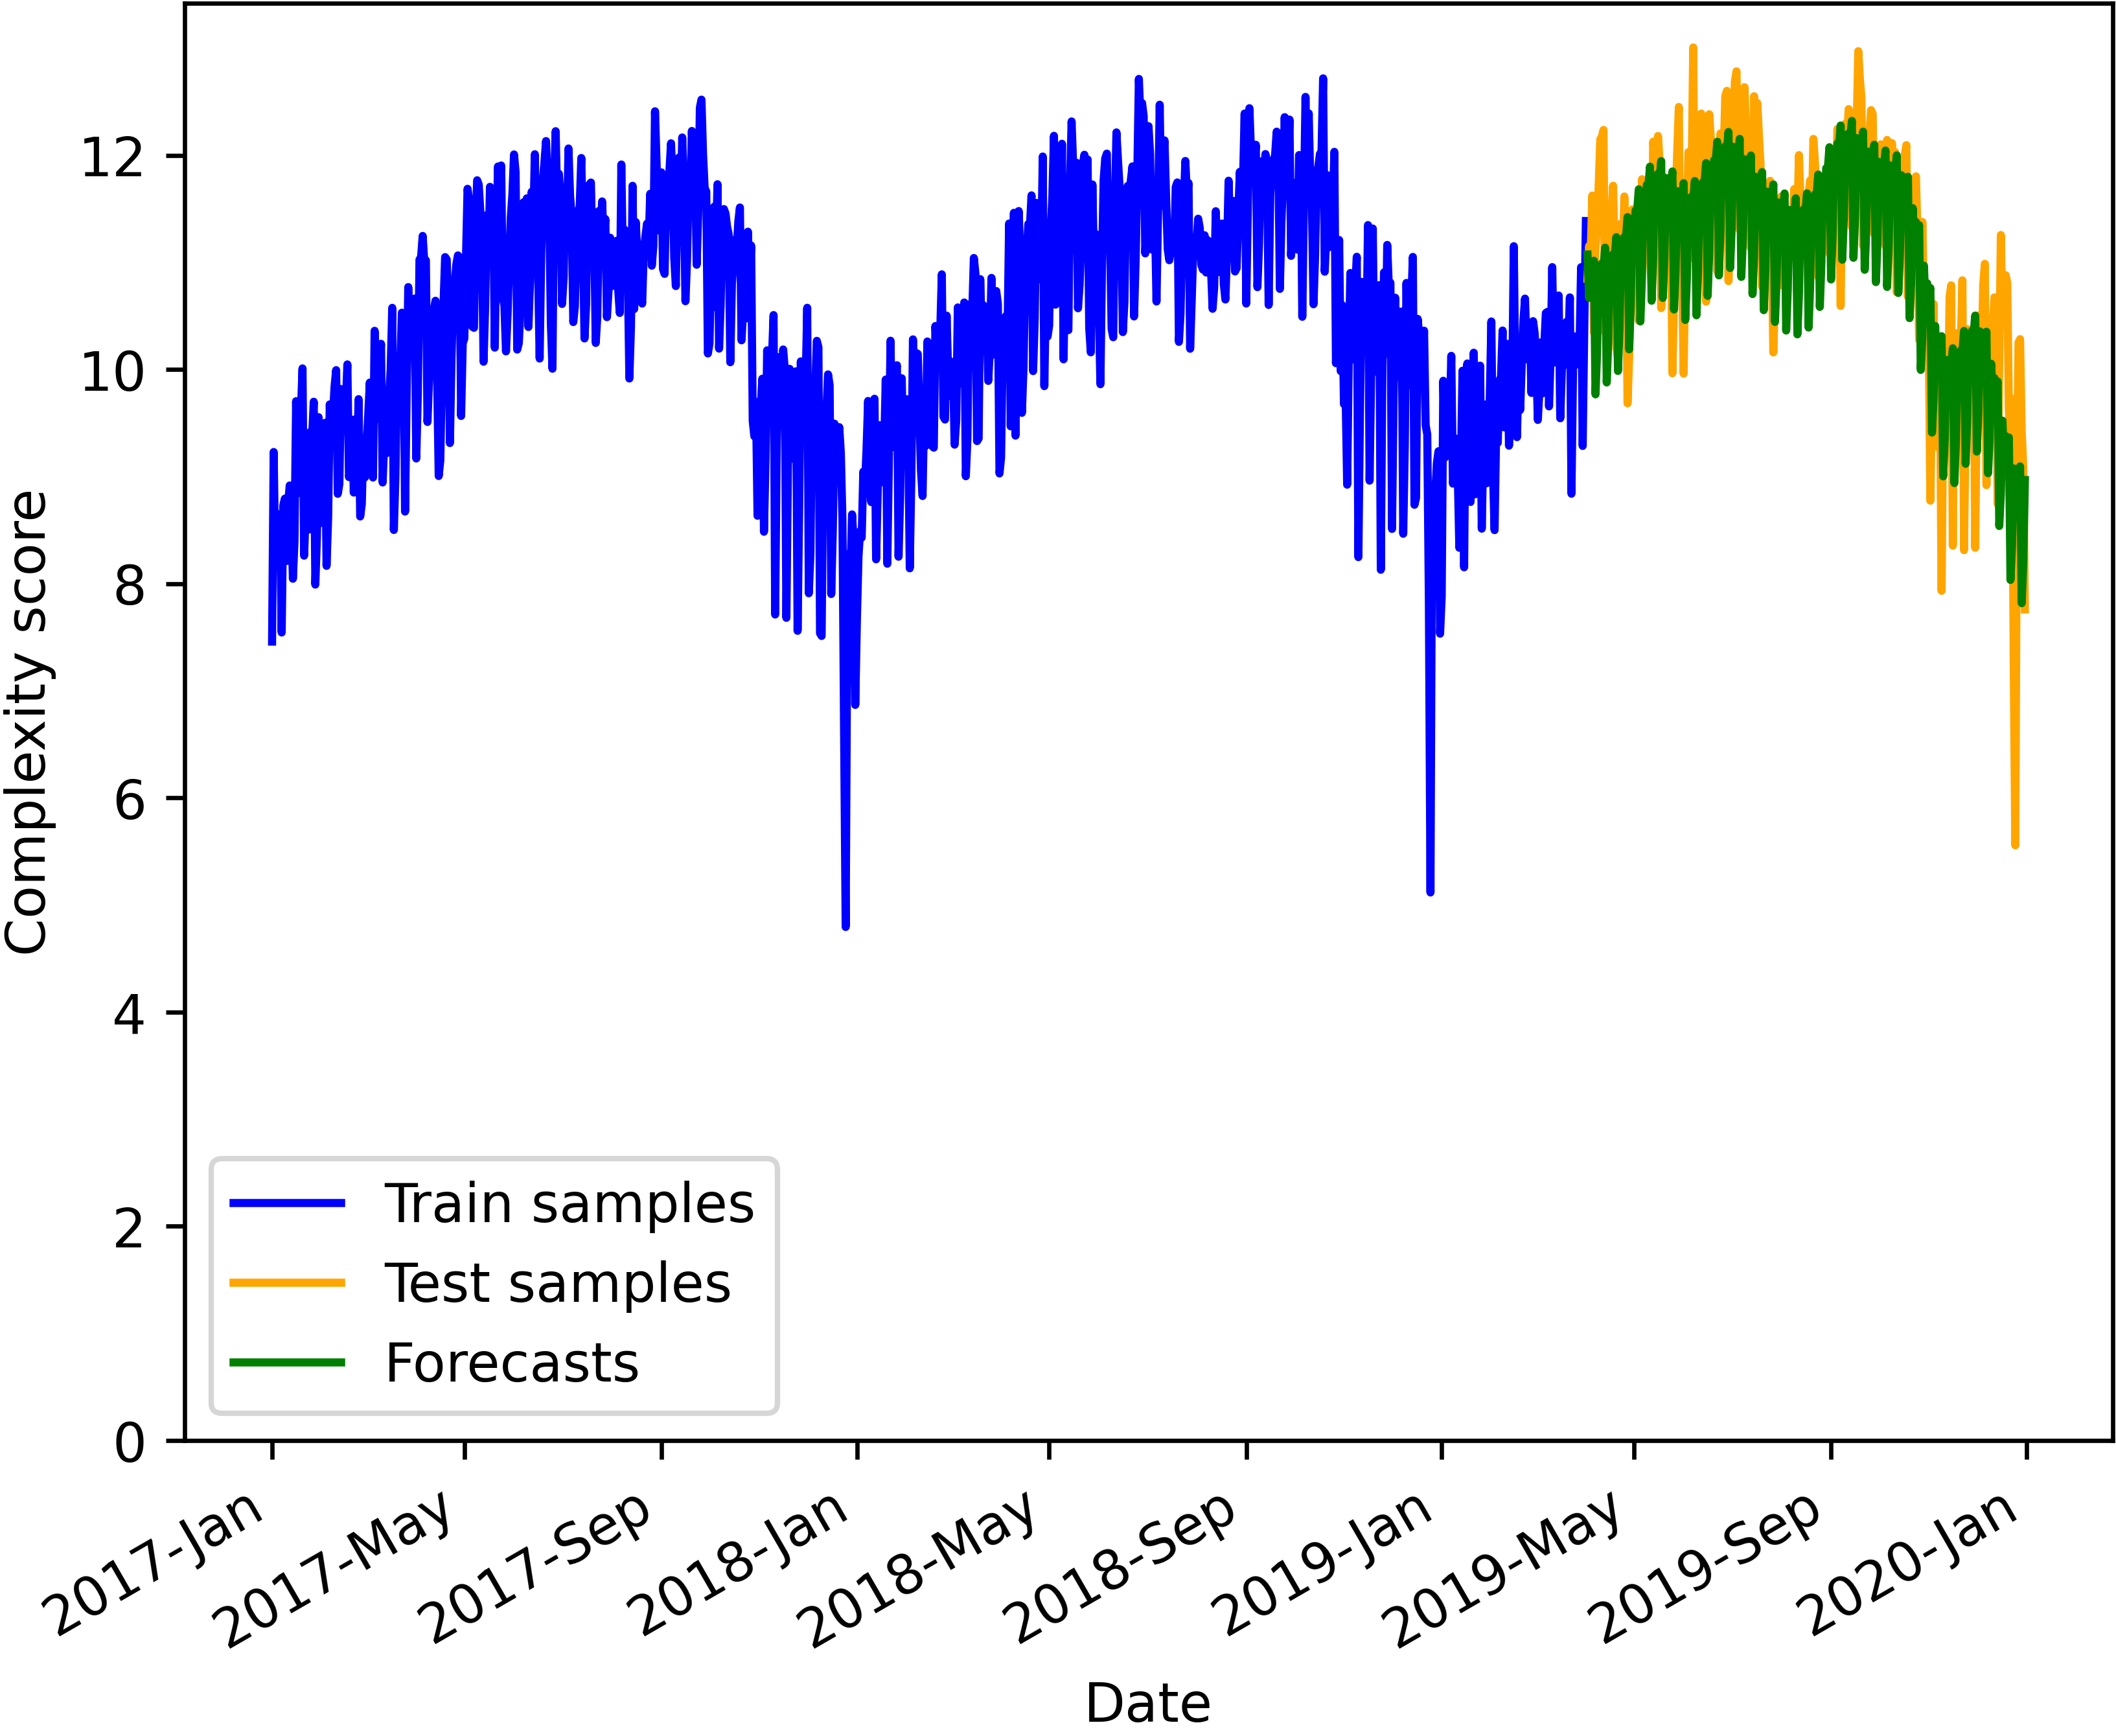 Complexity score
12
10
8
6
4
2
0
Train samples
Test samples
Forecasts
2017-Jan
2017-May
2017-Sep
2018-Jan
2018-May
2018-Sep
2019-Jan
2019-May
2019-Sep
2020-Jan
Date